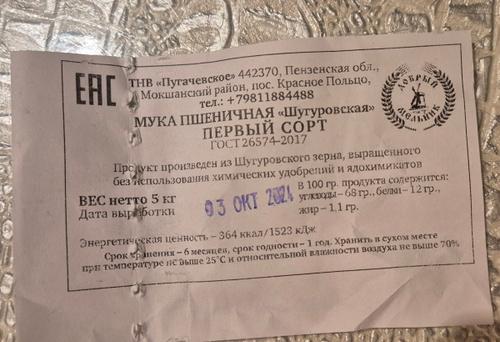 ЕАС
ТНВ «Пугачевское» 442370, Пензенская обл.,
Мокшанский район, пос. Красное Польцо,
тел.: +79811884488
МУКА ПШЕНИЧНАЯ «Шугуровская»
ПЕРВЫЙ СОРТ
ГОСТ 26574-2017
Добрый
Мельник
Продукт произведен из Шугуровского зерна, выращенного
без использования химических удобрений и ядохимикатов
ВЕС нетто 5 кг
Дата выработки
03 ОКТ 2024
В 100 гр. продукта содержится:
углеводы – 68 гр., белки – 12 гр.,
жир – 1,1 гр.
Энергетическая ценность – 364 ккал/1523 кДж
Срок хранения – 6 месяцев, срок годности – 1 год. Хранить в сухом месте
при температуре не выше 25°С и относительной влажности воздуха не выше 70%